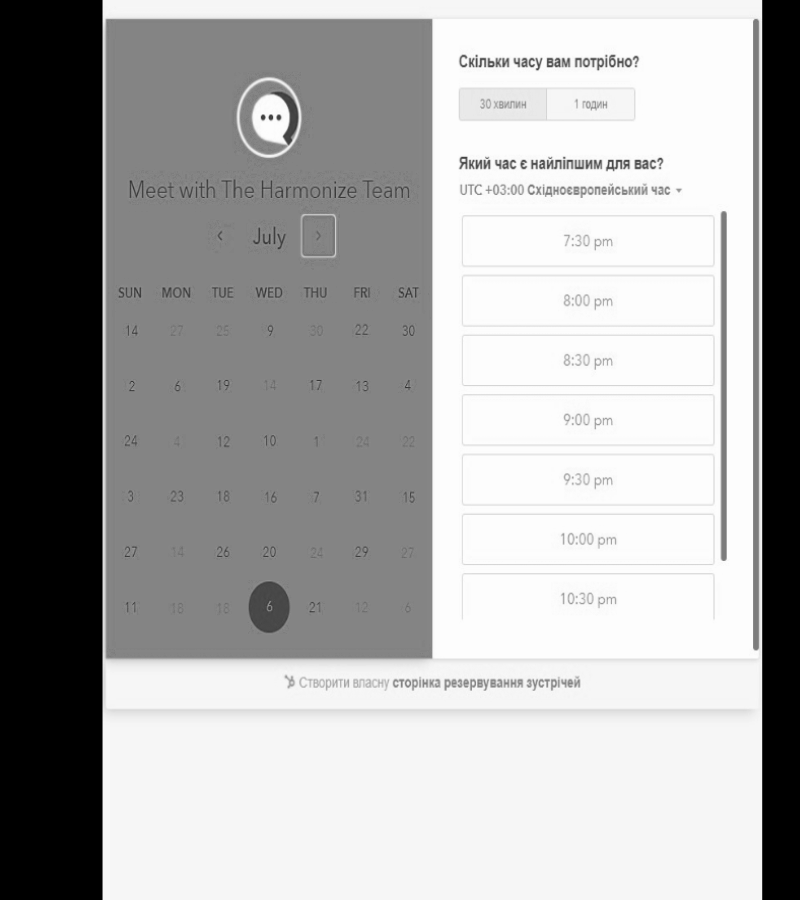 Meet with The Harmonize Team
‹ July ›
SUN MON TUE WED THU FRI SAT
14 27 25 9 30 22 30
2 6 19 14 17 13 4
24 4 12 10 1 24 22
3 23 18 16 7 31 15
27 14 26 20 24 29 27
11 18 18 6 21 12 6
Скільки часу вам потрібно?
30 хвилин 1 годин
Який час є найліпшим для вас?
UTC +03:00 Східноєвропейський час
7:30 pm
8:00 pm
8:30 pm
9:00 pm
9:30 pm
10:00 pm
10:30 pm
Створити власну сторінка резервування зустрічей